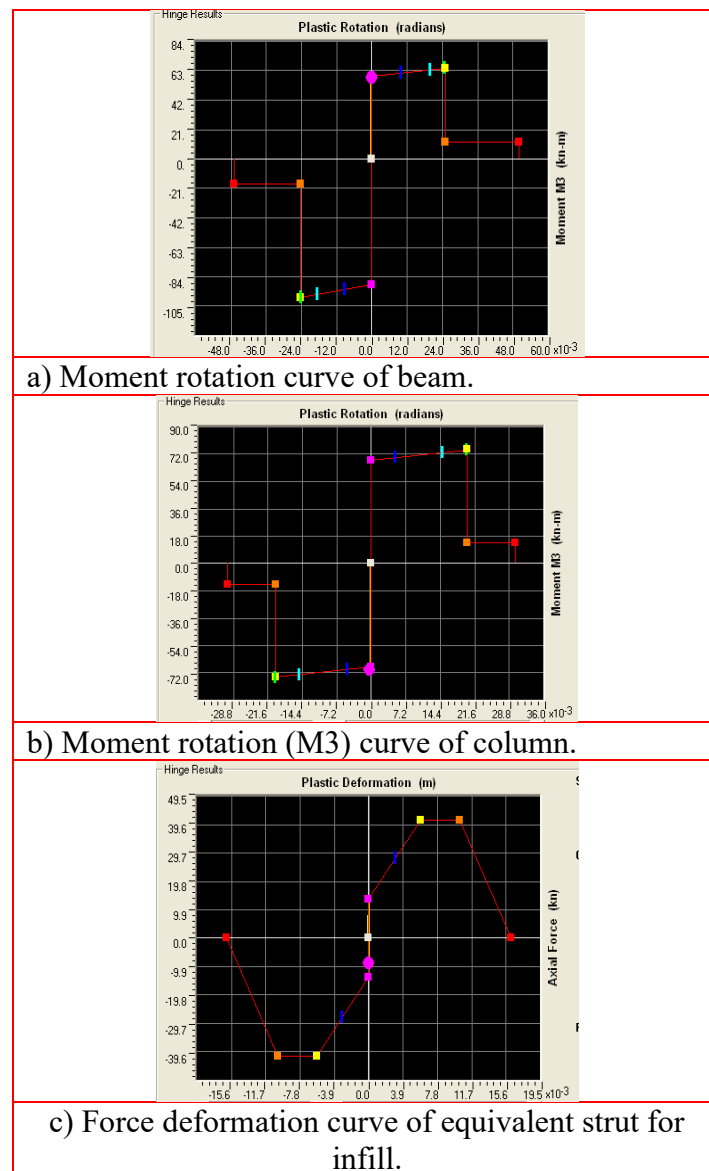 Hinge Results
Plastic Rotation (radians)
84.
63.
42.
21.
0.
-21.
-42.
-63.
-84.
-105.
Moment M3 (kn-m)
-48.0 -36.0 -24.0 -12.0 0.0 12.0 24.0 36.0 48.0 60.0 x10-3
a) Moment rotation curve of beam.
Hinge Results
Plastic Rotation (radians)
90.0
72.0
54.0
36.0
18.0
0.0
-18.0
-36.0
-54.0
-72.0
Moment M3 (kn-m)
-28.8 -21.6 -14.4 -7.2 0.0 7.2 14.4 21.6 28.8 36.0 x10-3
b) Moment rotation (M3) curve of column.
Hinge Results
Plastic Deformation (m)
49.5
39.6
29.7
19.8
9.9
0.0
-9.9
-19.8
-29.7
-39.6
Axial Force (kn)
-15.6 -11.7 -7.8 -3.9 0.0 3.9 7.8 11.7 15.6 19.5 x10-3
c) Force deformation curve of equivalent strut for
infill.